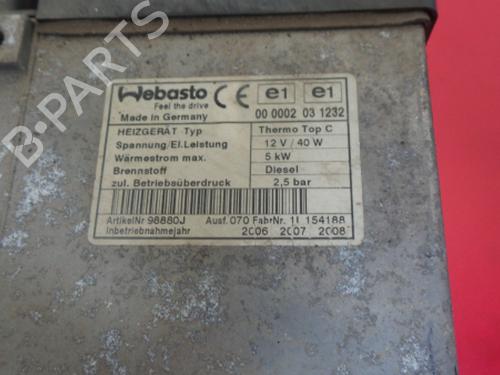 B-PARTS
Webasto
Feel the drive
CE e1 e1
Made in Germany 00 0002 03 1232
HEIZGERÄT Typ Thermo Top C
Spannung/El.Leistung 12 V / 40 W
Wärmestrom max. 5 kW
Brennstoff Diesel
zul. Betriebsüberdruck 2,5 bar
ArtikelNr 98880J Ausf.070 FabrNr. 11 154188
Inbetriebnahmejahr 2006 2007 2008